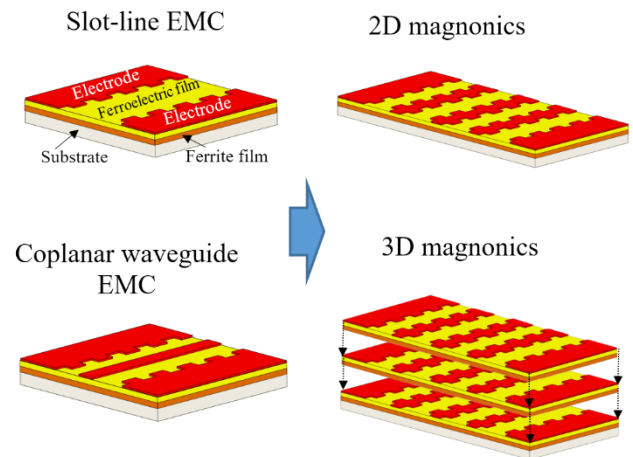 Slot-line EMC
Electrode
Ferroelectric film
Electrode
Substrate
Ferrite film
2D magnonics
Coplanar waveguide
EMC
3D magnonics